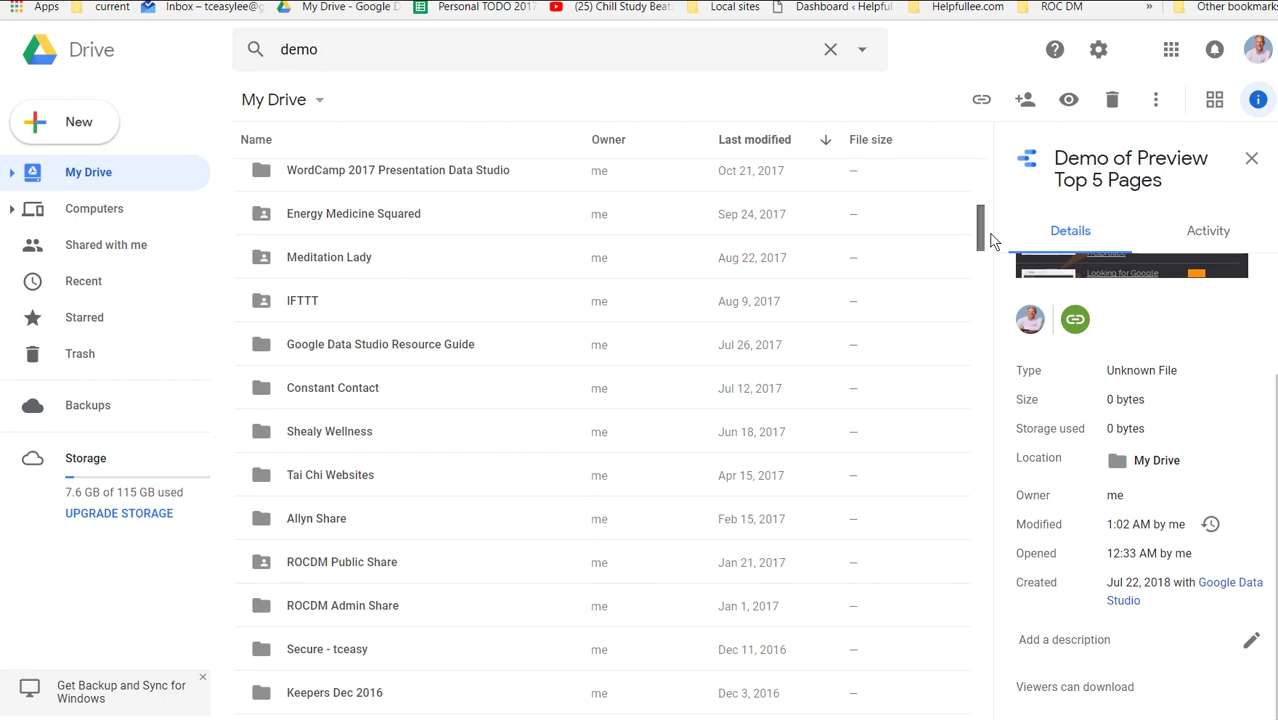 Apps
current
Inbox – tceasylee@g
My Drive - Google D
Personal TODO 2017
(25) Chill Study Beat
Local sites
Dashboard ‹ Helpful
Helpfullee.com
ROC DM
»
Other bookmark
Drive
demo
My Drive
New
Name
Owner
Last modified
File size
My Drive
Computers
Shared with me
Recent
Starred
Trash
Backups
Storage
7.6 GB of 115 GB used
UPGRADE STORAGE
Get Backup and Sync for
Windows
WordCamp 2017 Presentation Data Studio me Oct 21, 2017 –
Energy Medicine Squared me Sep 24, 2017 –
Meditation Lady me Aug 22, 2017 –
IFTTT me Aug 9, 2017 –
Google Data Studio Resource Guide me Jul 26, 2017 –
Constant Contact me Jul 12, 2017 –
Shealy Wellness me Jun 18, 2017 –
Tai Chi Websites me Apr 15, 2017 –
Allyn Share me Feb 15, 2017 –
ROCDM Public Share me Jan 21, 2017 –
ROCDM Admin Share me Jan 1, 2017 –
Secure - tceasy me Dec 11, 2016 –
Keepers Dec 2016 me Dec 3, 2016 –
Demo of Preview
Top 5 Pages
Details
Activity
Looking for Google
Type Unknown File
Size 0 bytes
Storage used 0 bytes
Location My Drive
Owner me
Modified 1:02 AM by me
Opened 12:33 AM by me
Created Jul 22, 2018 with Google Data
Studio
Add a description
Viewers can download